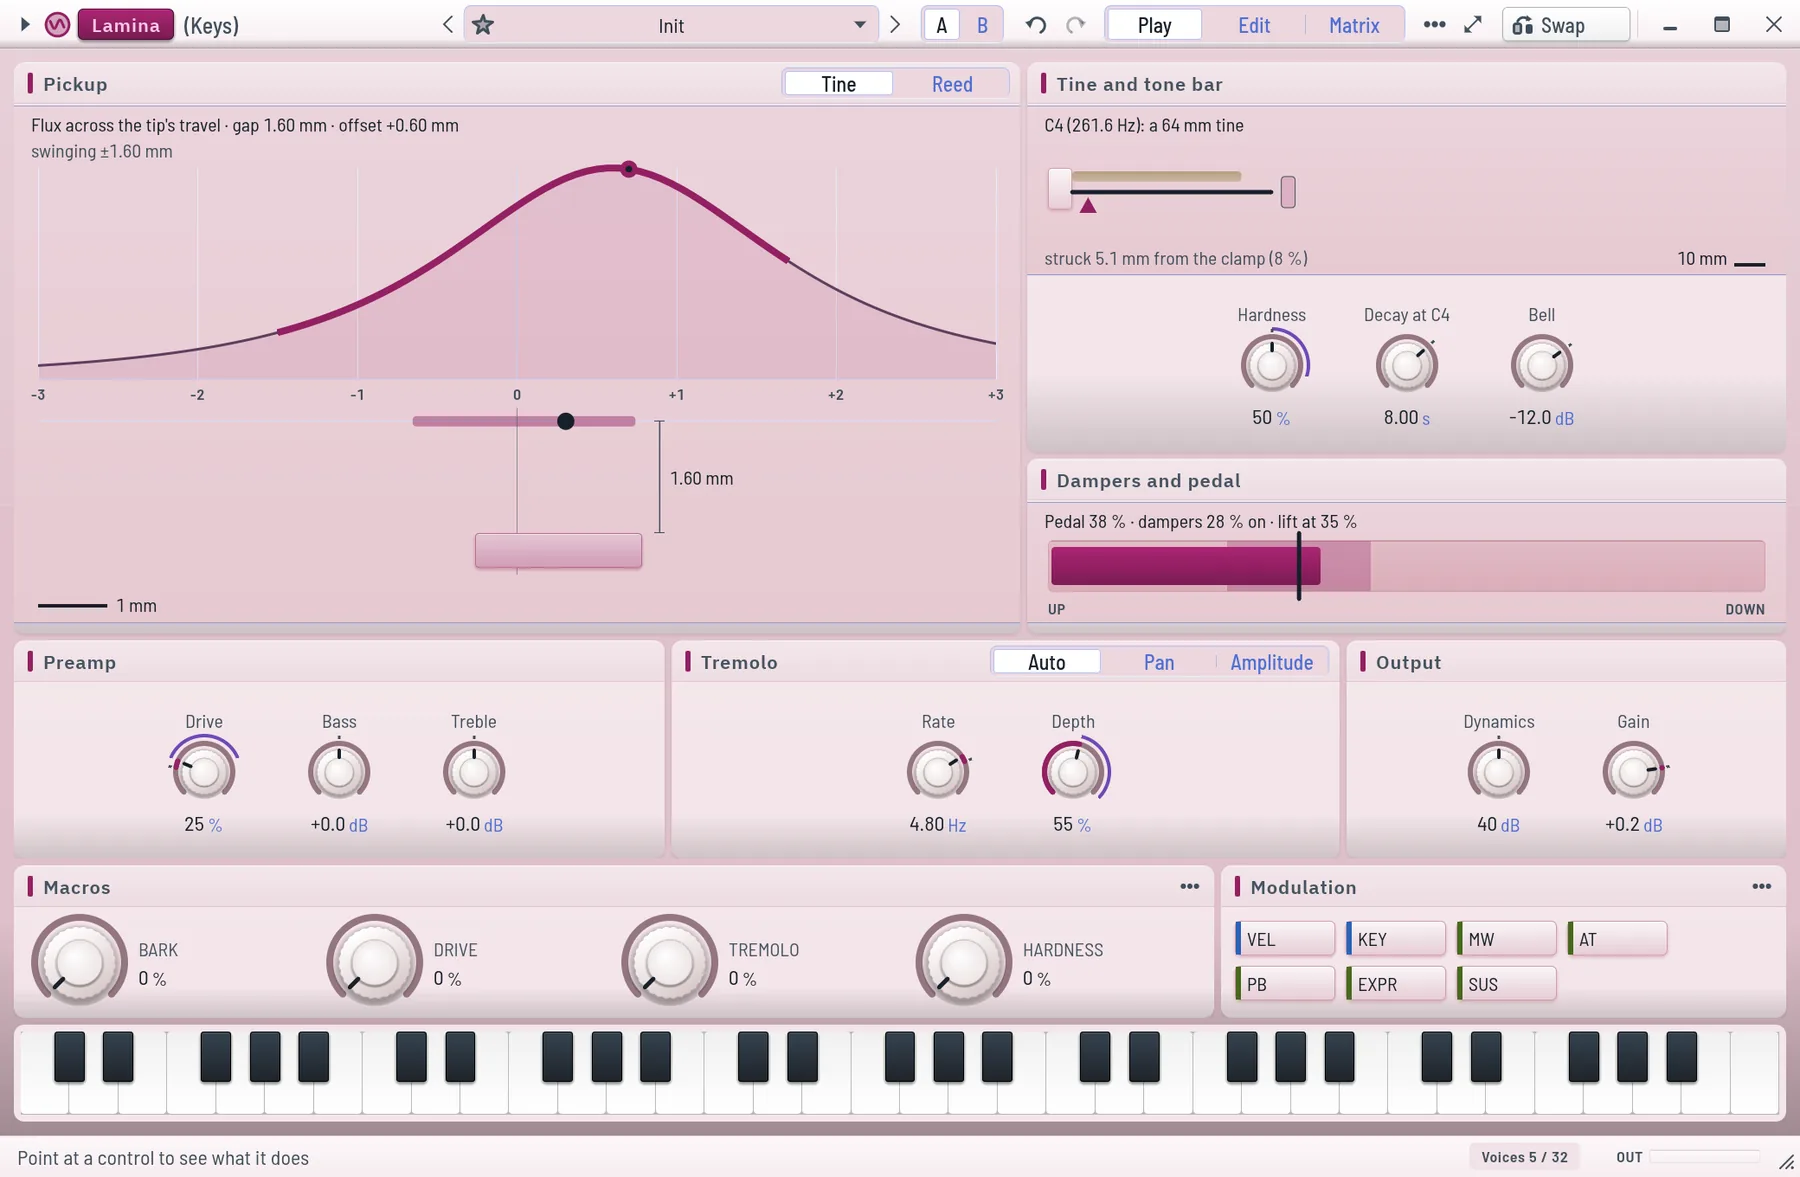 Lamina (Keys) Init A B Play Edit Matrix ••• Swap
Pickup Tine Reed
Flux across the tip's travel · gap 1.60 mm · offset +0.60 mm
swinging ±1.60 mm
-3 -2 -1 0 +1 +2 +3
1.60 mm
1 mm
Tine and tone bar
C4 (261.6 Hz): a 64 mm tine
struck 5.1 mm from the clamp (8 %) 10 mm
Hardness Decay at C4 Bell
50 % 8.00 s -12.0 dB
Dampers and pedal
Pedal 38 % · dampers 28 % on · lift at 35 %
UP DOWN
Preamp
Drive Bass Treble
25 % +0.0 dB +0.0 dB
Tremolo Auto Pan Amplitude
Rate Depth
4.80 Hz 55 %
Output
Dynamics Gain
40 dB +0.2 dB
Macros •••
BARK
0 %
DRIVE
0 %
TREMOLO
0 %
HARDNESS
0 %
Modulation •••
VEL KEY MW AT
PB EXPR SUS
Point at a control to see what it does Voices 5 / 32 OUT